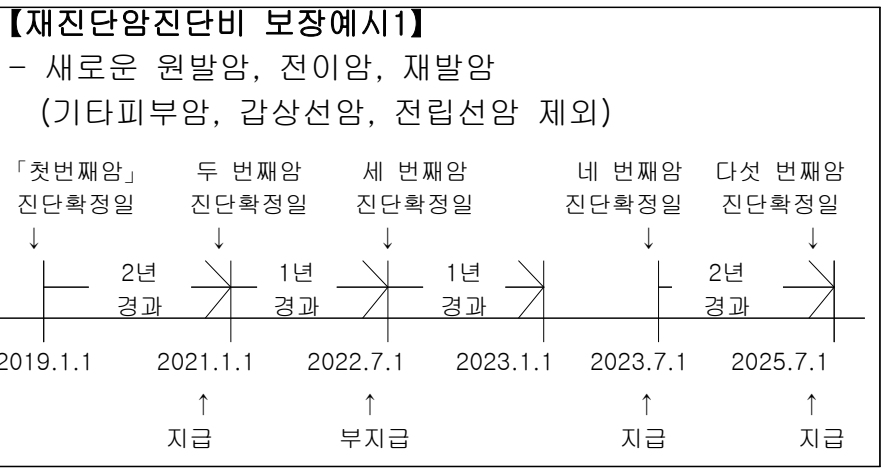 【재진단암진단비 보장예시1】
- 새로운 원발암, 전이암, 재발암
(기타피부암, 갑상선암, 전립선암 제외)
「첫번째암」 두 번째암 세 번째암 네 번째암 다섯 번째암
진단확정일 진단확정일 진단확정일 진단확정일 진단확정일
↓ ↓ ↓ ↓ ↓
2년 1년 1년 2년
경과 경과 경과 경과
2019.1.1 2021.1.1 2022.7.1 2023.1.1 2023.7.1 2025.7.1
↑ ↑ ↑ ↑
지급 부지급 지급 지급